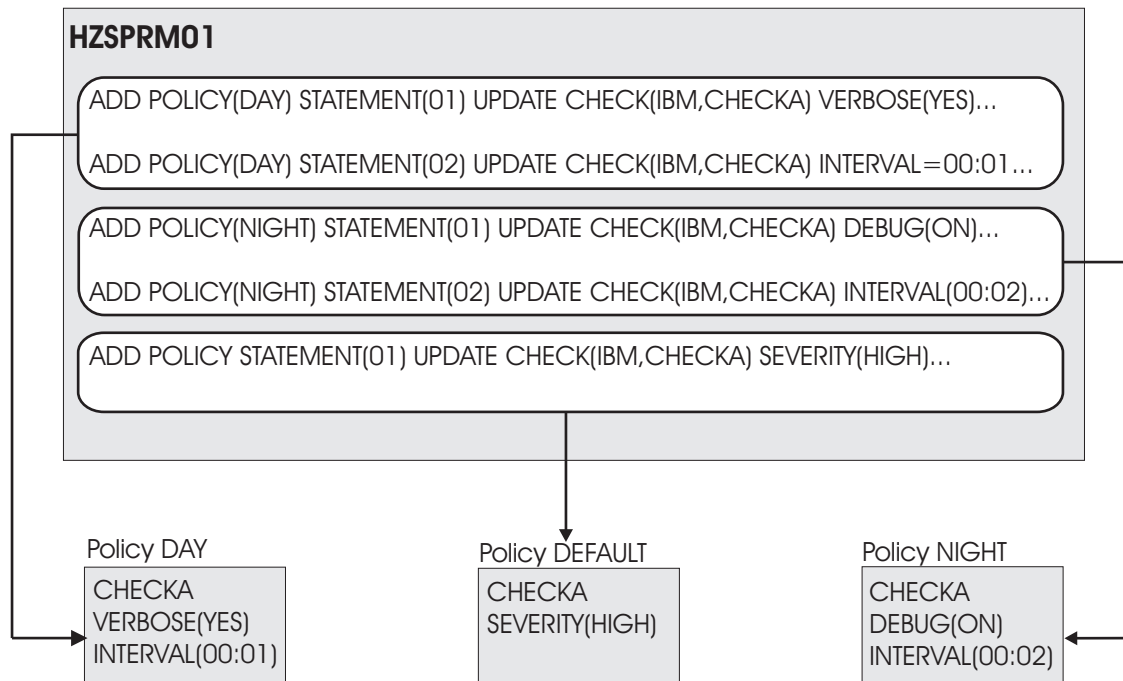 HZSPRM01
ADD POLICY(DAY) STATEMENT(01) UPDATE CHECK(IBM,CHECKA) VERBOSE(YES)...
ADD POLICY(DAY) STATEMENT(02) UPDATE CHECK(IBM,CHECKA) INTERVAL=00:01...
ADD POLICY(NIGHT) STATEMENT(01) UPDATE CHECK(IBM,CHECKA) DEBUG(ON)...
ADD POLICY(NIGHT) STATEMENT(02) UPDATE CHECK(IBM,CHECKA) INTERVAL(00:02)...
ADD POLICY STATEMENT(01) UPDATE CHECK(IBM,CHECKA) SEVERITY(HIGH)...
Policy DAY
CHECKA
VERBOSE(YES)
INTERVAL(00:01)
Policy DEFAULT
CHECKA
SEVERITY(HIGH)
Policy NIGHT
CHECKA
DEBUG(ON)
INTERVAL(00:02)